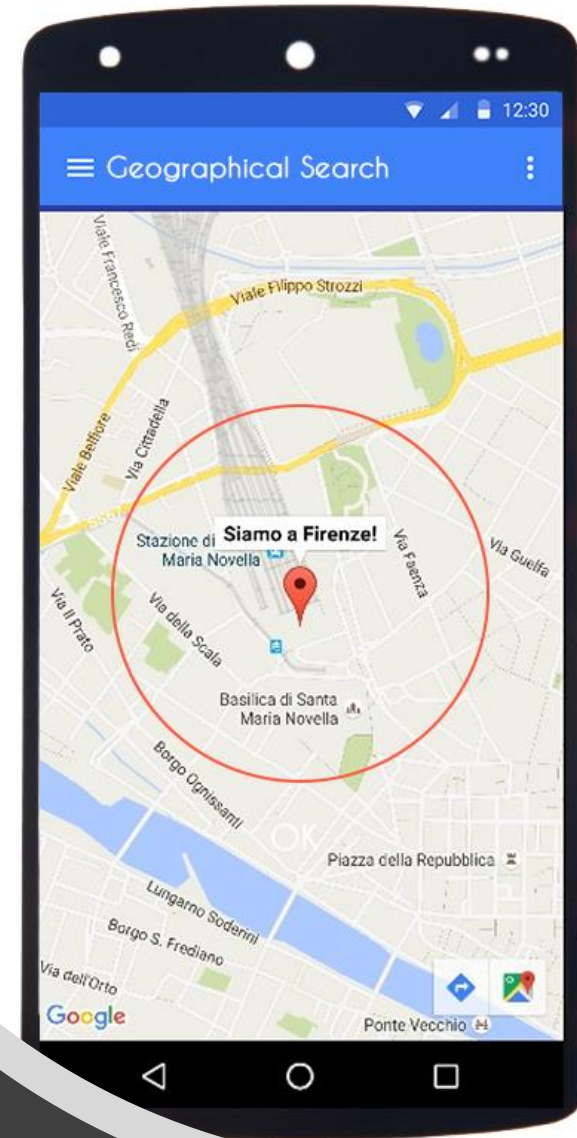 12:30
Geographical Search
Viale Francesco Redi
Viale Filippo Strozzi
Viale Belfiore
Via Cittadella
Siamo a Firenze!
Stazione di
Maria Novella
Via Faenza
Via Guelfa
Via Il Prato
Via della Scala
Basilica di Santa
Maria Novella
Borgo Ognissanti
OK
Piazza della Repubblica
Lungarno Soderini
Borgo S. Frediano
Via dell'Orto
Google
Ponte Vecchio